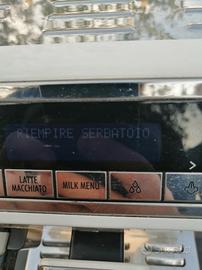 RIEMPIRE SERBATOIO
>
LATTE
MACCHIATO
MILK MENU